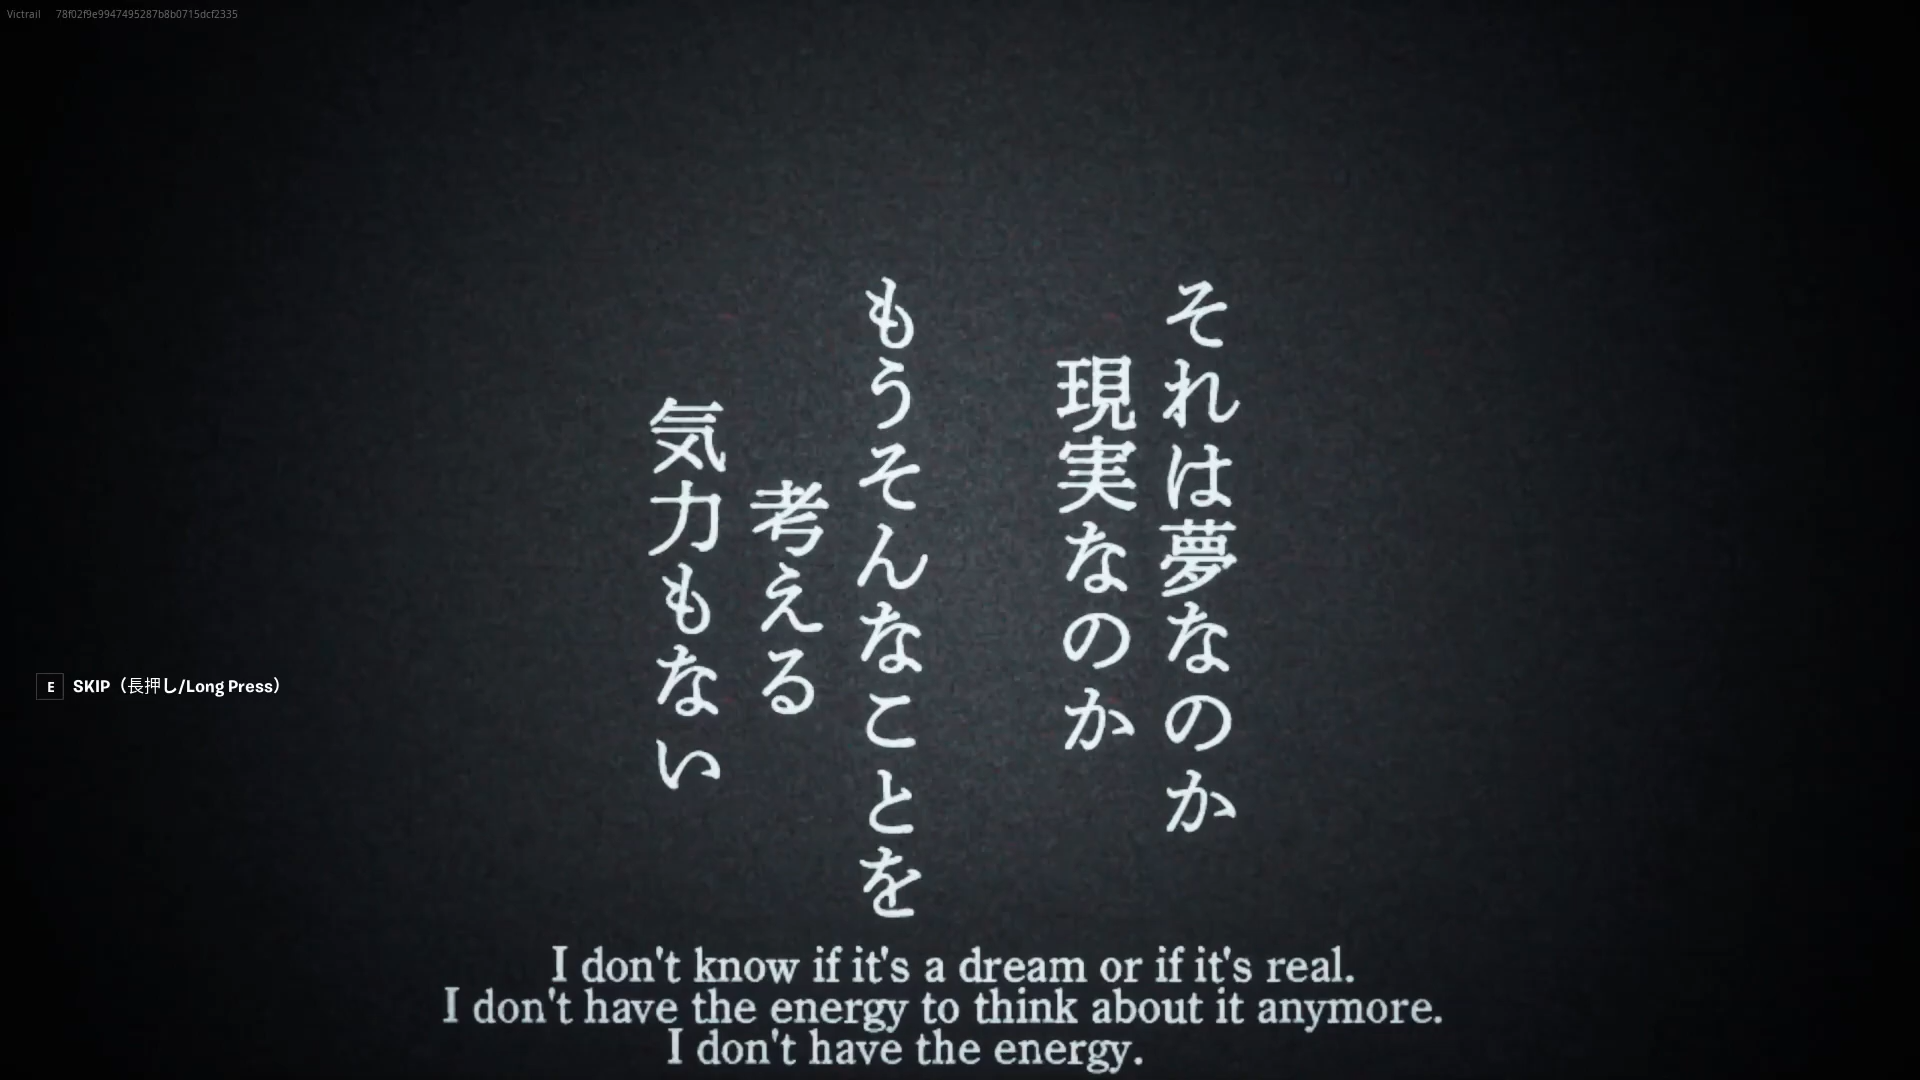 Victrail 78f02f9e9947495287b8b0715dcf2335
それは夢なのか
現実なのか
もうそんなことを
考える
気力もない
E SKIP（長押し/Long Press）
I don't know if it's a dream or if it's real.
I don't have the energy to think about it anymore.
I don't have the energy.